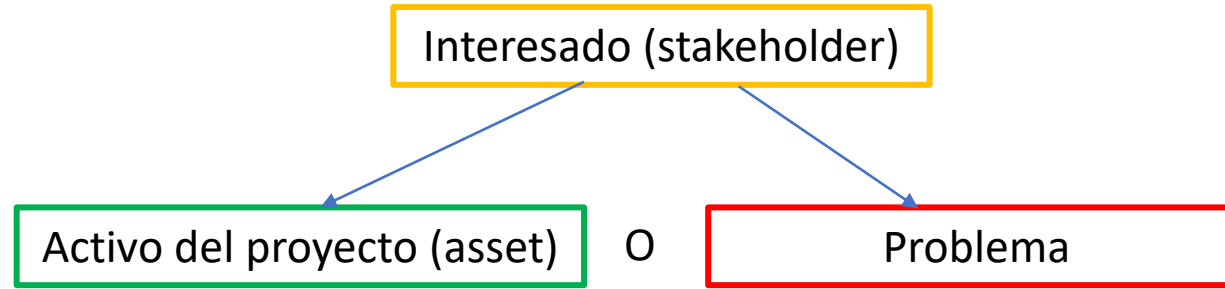 Interesado (stakeholder)
Activo del proyecto (asset)
O
Problema